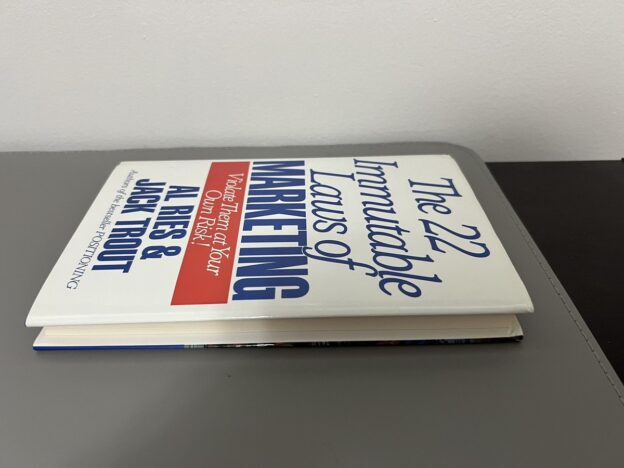 The 22
Immutable
Laws of
MARKETING
Violate Them at Your
Own Risk!
AL RIES &
JACK TROUT
Authors of the bestseller POSITIONING